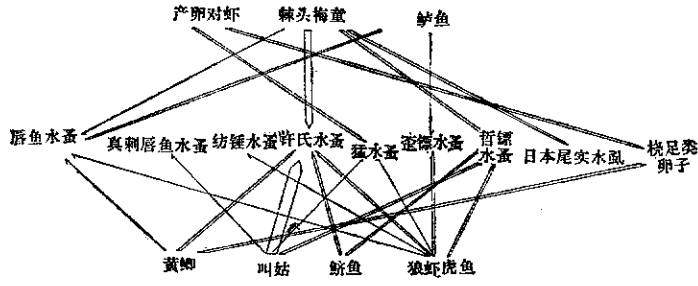 产卵对虾 棘头梅童 鲈鱼
唇鱼水蚤 真刺唇鱼水蚤 纺锤水蚤 许氏水蚤 猛水蚤 歪镖水蚤 哲镖水蚤 日本尾实水虱 桡足类卵子
黄鲫 叫姑 鲚鱼 狼虾虎鱼